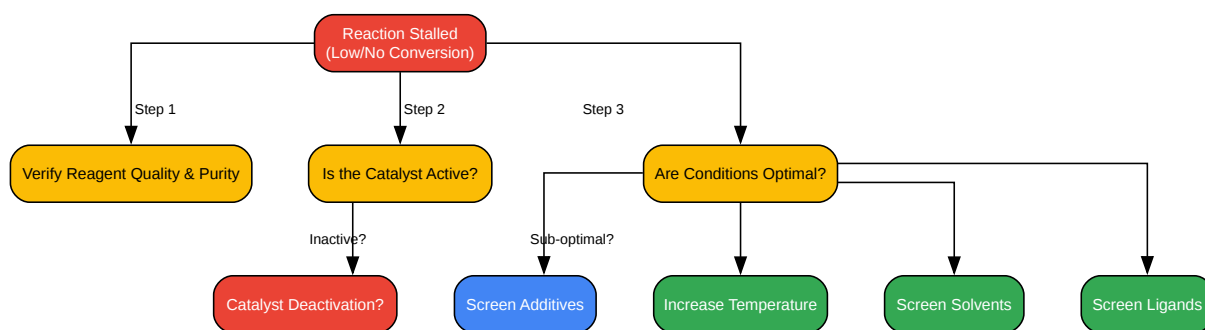 Reaction Stalled
(Low/No Conversion)
Step 1
Step 2
Step 3
Verify Reagent Quality & Purity
Is the Catalyst Active?
Are Conditions Optimal?
Inactive?
Sub-optimal?
Catalyst Deactivation?
Screen Additives
Increase Temperature
Screen Solvents
Screen Ligands